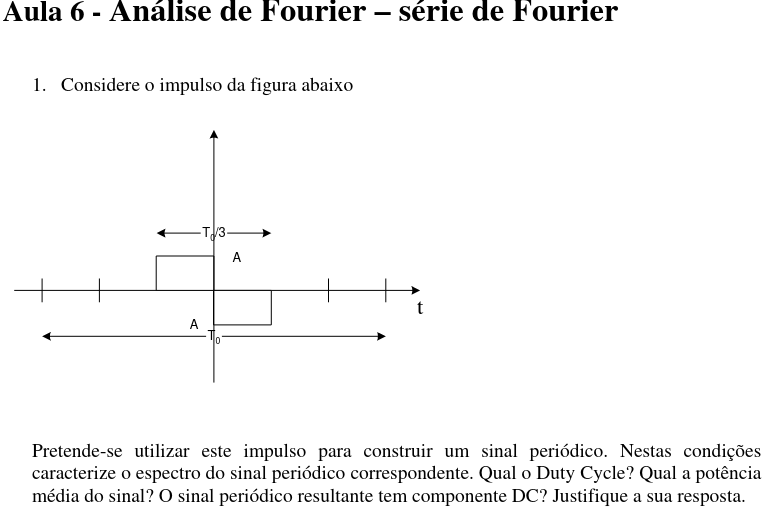 Aula 6 - Análise de Fourier – série de Fourier
1. Considere o impulso da figura abaixo
T0/3
A
t
A
T0
Pretende-se utilizar este impulso para construir um sinal periódico. Nestas condições
caracterize o espectro do sinal periódico correspondente. Qual o Duty Cycle? Qual a potência
média do sinal? O sinal periódico resultante tem componente DC? Justifique a sua resposta.